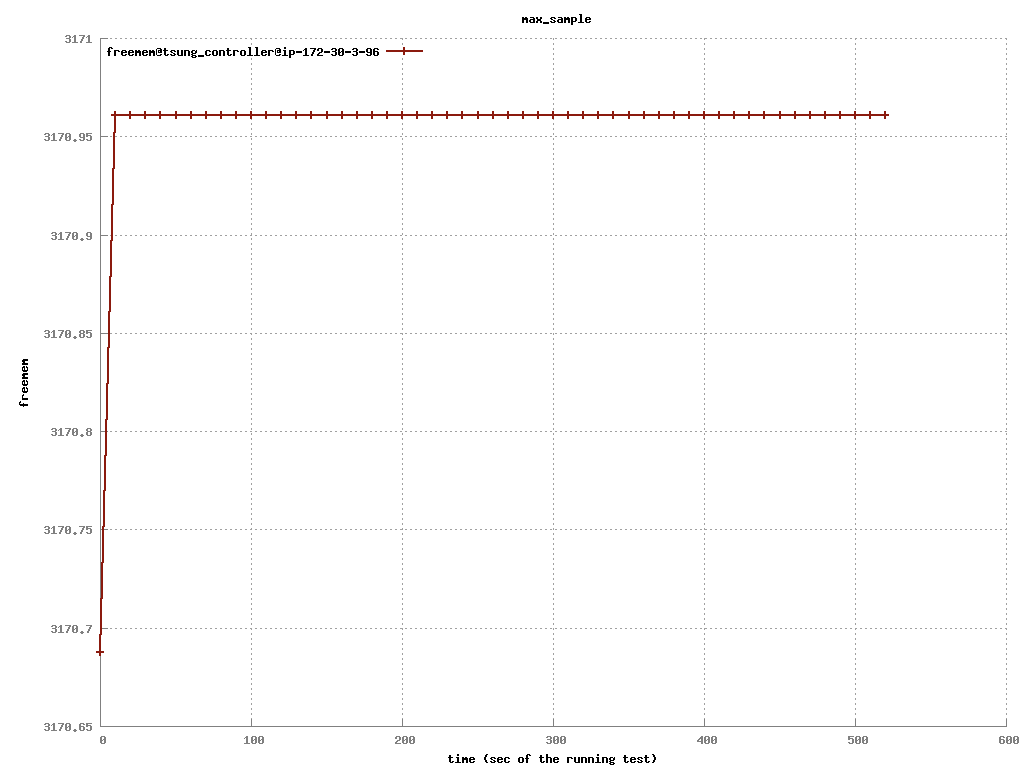 max_sample
3171
freemem@tsung_controller@ip-172-30-3-96
3170.95
3170.9
3170.85
freemem
3170.8
3170.75
3170.7
3170.65
0 100 200 300 400 500 600
time (sec of the running test)